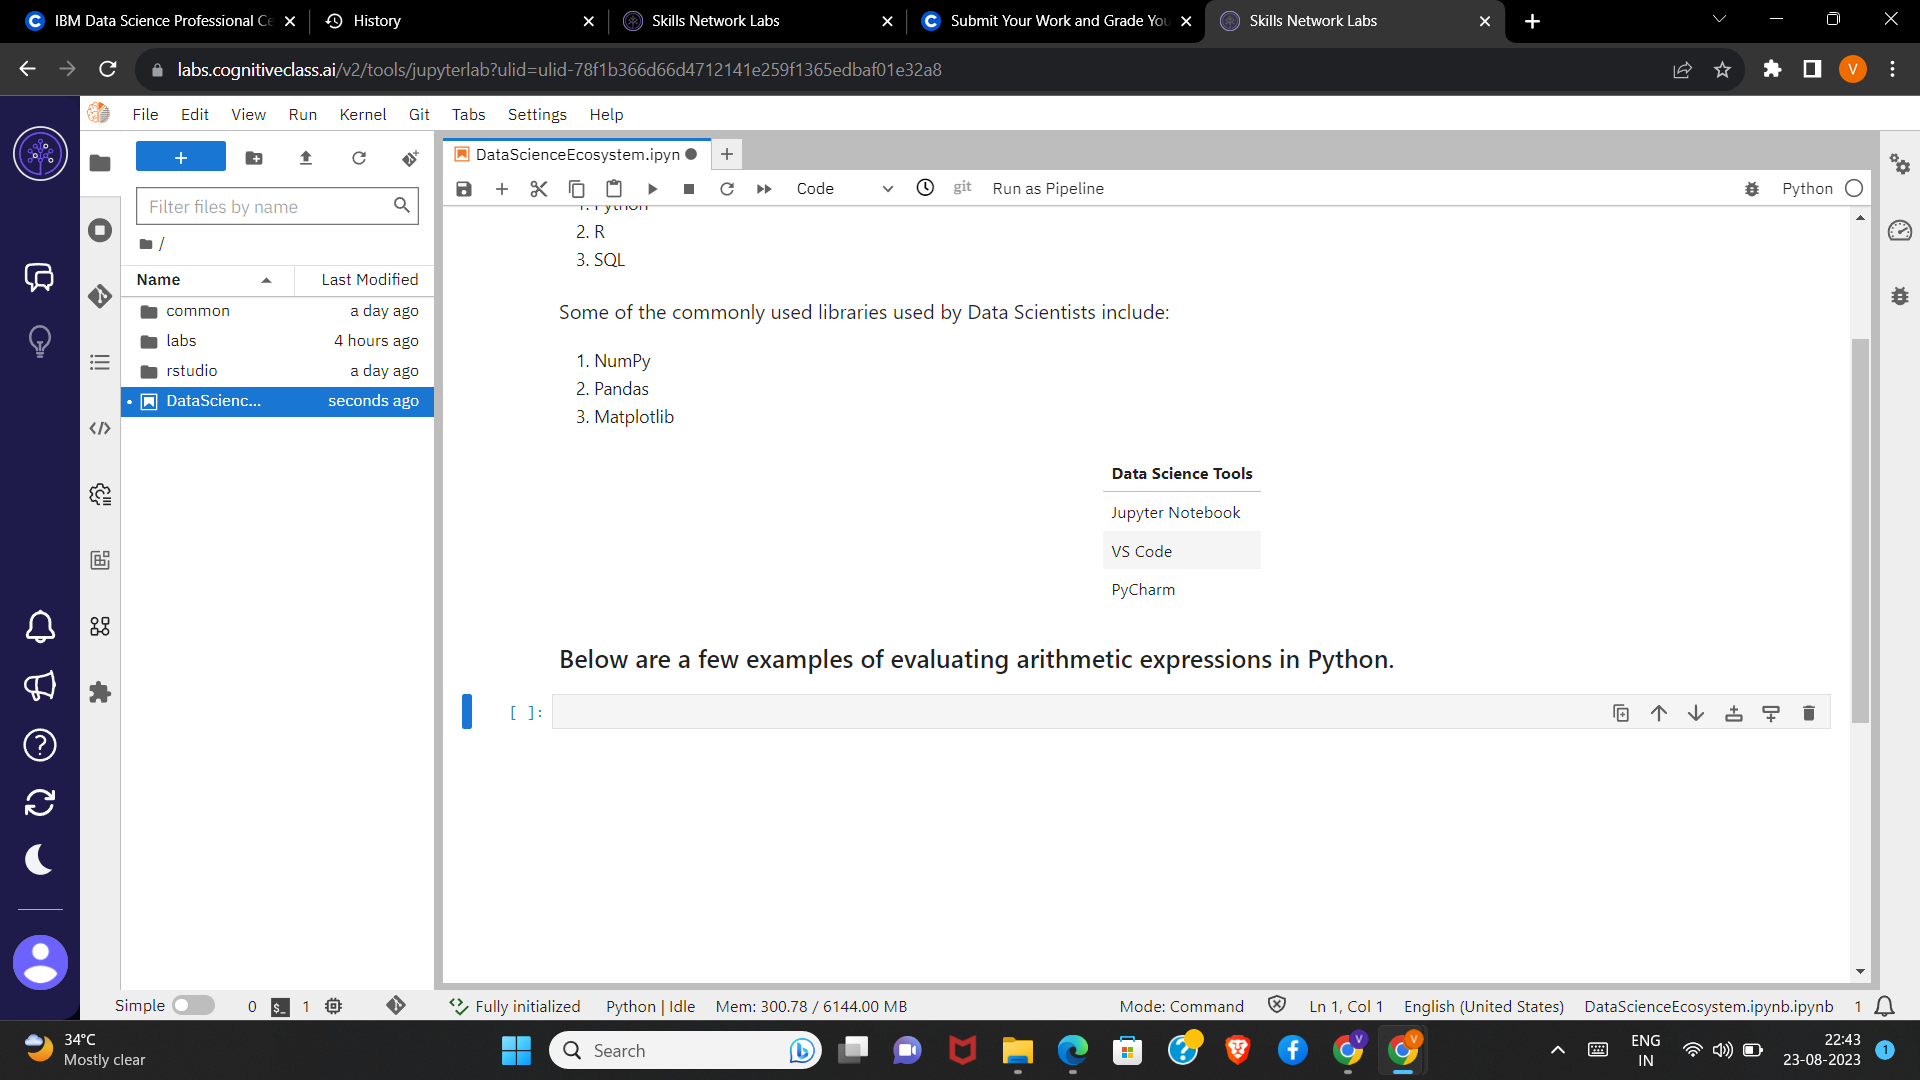 IBM Data Science Professional Ce
History
Skills Network Labs
Submit Your Work and Grade You
Skills Network Labs
labs.cognitiveclass.ai/v2/tools/jupyterlab?ulid=ulid-78f1b366d66d4712141e259f1365edbaf01e32a8
V
File Edit View Run Kernel Git Tabs Settings Help
DataScienceEcosystem.ipyn
Code
git
Run as Pipeline
Python
Filter files by name
/
Name Last Modified
common a day ago
labs 4 hours ago
rstudio a day ago
DataScienc... seconds ago
1. Python
2. R
3. SQL
Some of the commonly used libraries used by Data Scientists include:
1. NumPy
2. Pandas
3. Matplotlib
Data Science Tools
Jupyter Notebook
VS Code
PyCharm
Below are a few examples of evaluating arithmetic expressions in Python.
[ ]:
Simple 0 $_ 1 Fully initialized Python | Idle Mem: 300.78 / 6144.00 MB Mode: Command Ln 1, Col 1 English (United States) DataScienceEcosystem.ipynb.ipynb 1
34°C
Mostly clear
Search
V
V
ENG
IN
22:43
23-08-2023
1